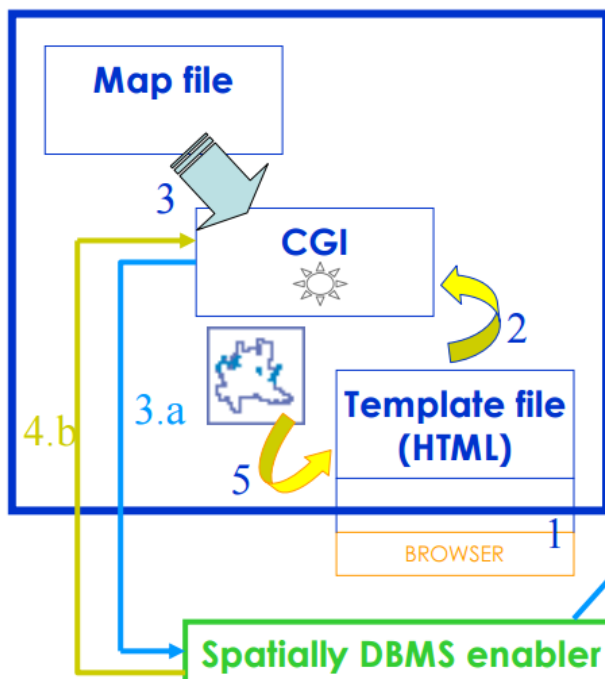 Map file
3
CGI
2
3.a
4.b
Template file
(HTML)
5
1
BROWSER
Spatially DBMS enabler